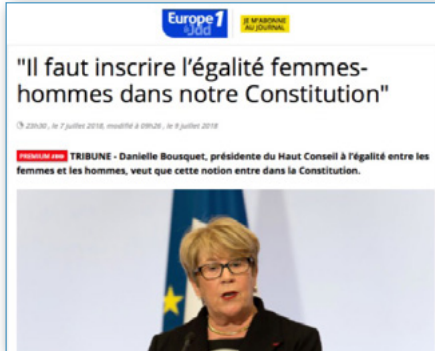 Europe 1
JDD
JE M'ABONNE
AU JOURNAL
"Il faut inscrire l'égalité femmes-
hommes dans notre Constitution"
23h30 , le 7 juillet 2018, modifié à 09h26 , le 9 juillet 2018
TRIBUNE - Danielle Bousquet, présidente du Haut Conseil à l'égalité entre les
femmes et les hommes, veut que cette notion entre dans la Constitution.